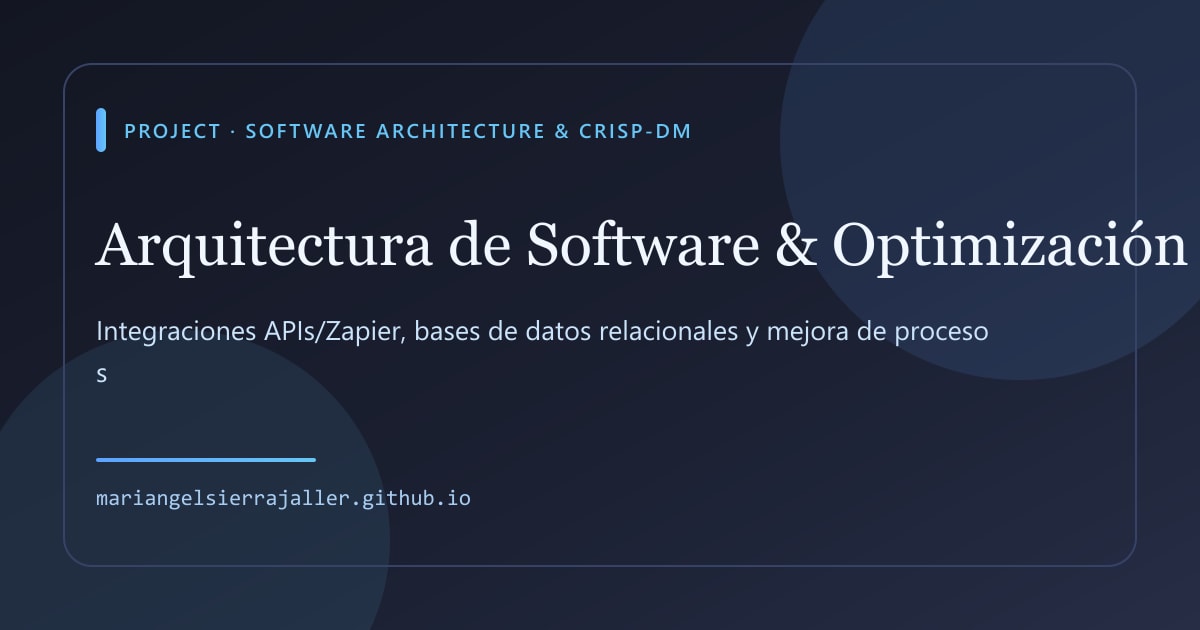 PROJECT · SOFTWARE ARCHITECTURE & CRISP-DM
Arquitectura de Software & Optimización
Integraciones APIs/Zapier, bases de datos relacionales y mejora de proceso
s
mariangelsierrajaller.github.io